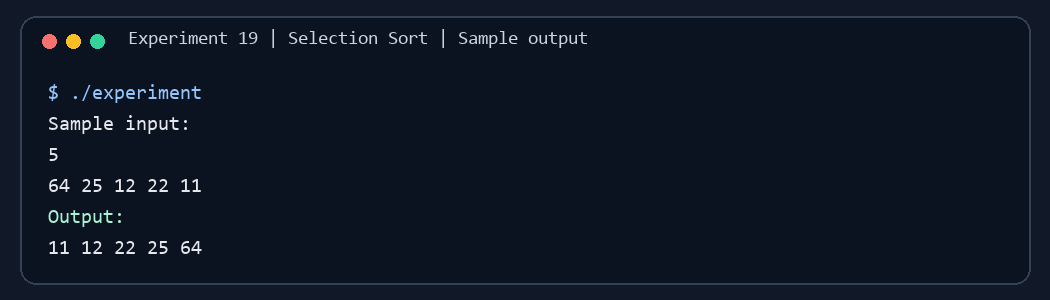 Experiment 19 | Selection Sort | Sample output
$ ./experiment
Sample input:
5
64 25 12 22 11
Output:
11 12 22 25 64